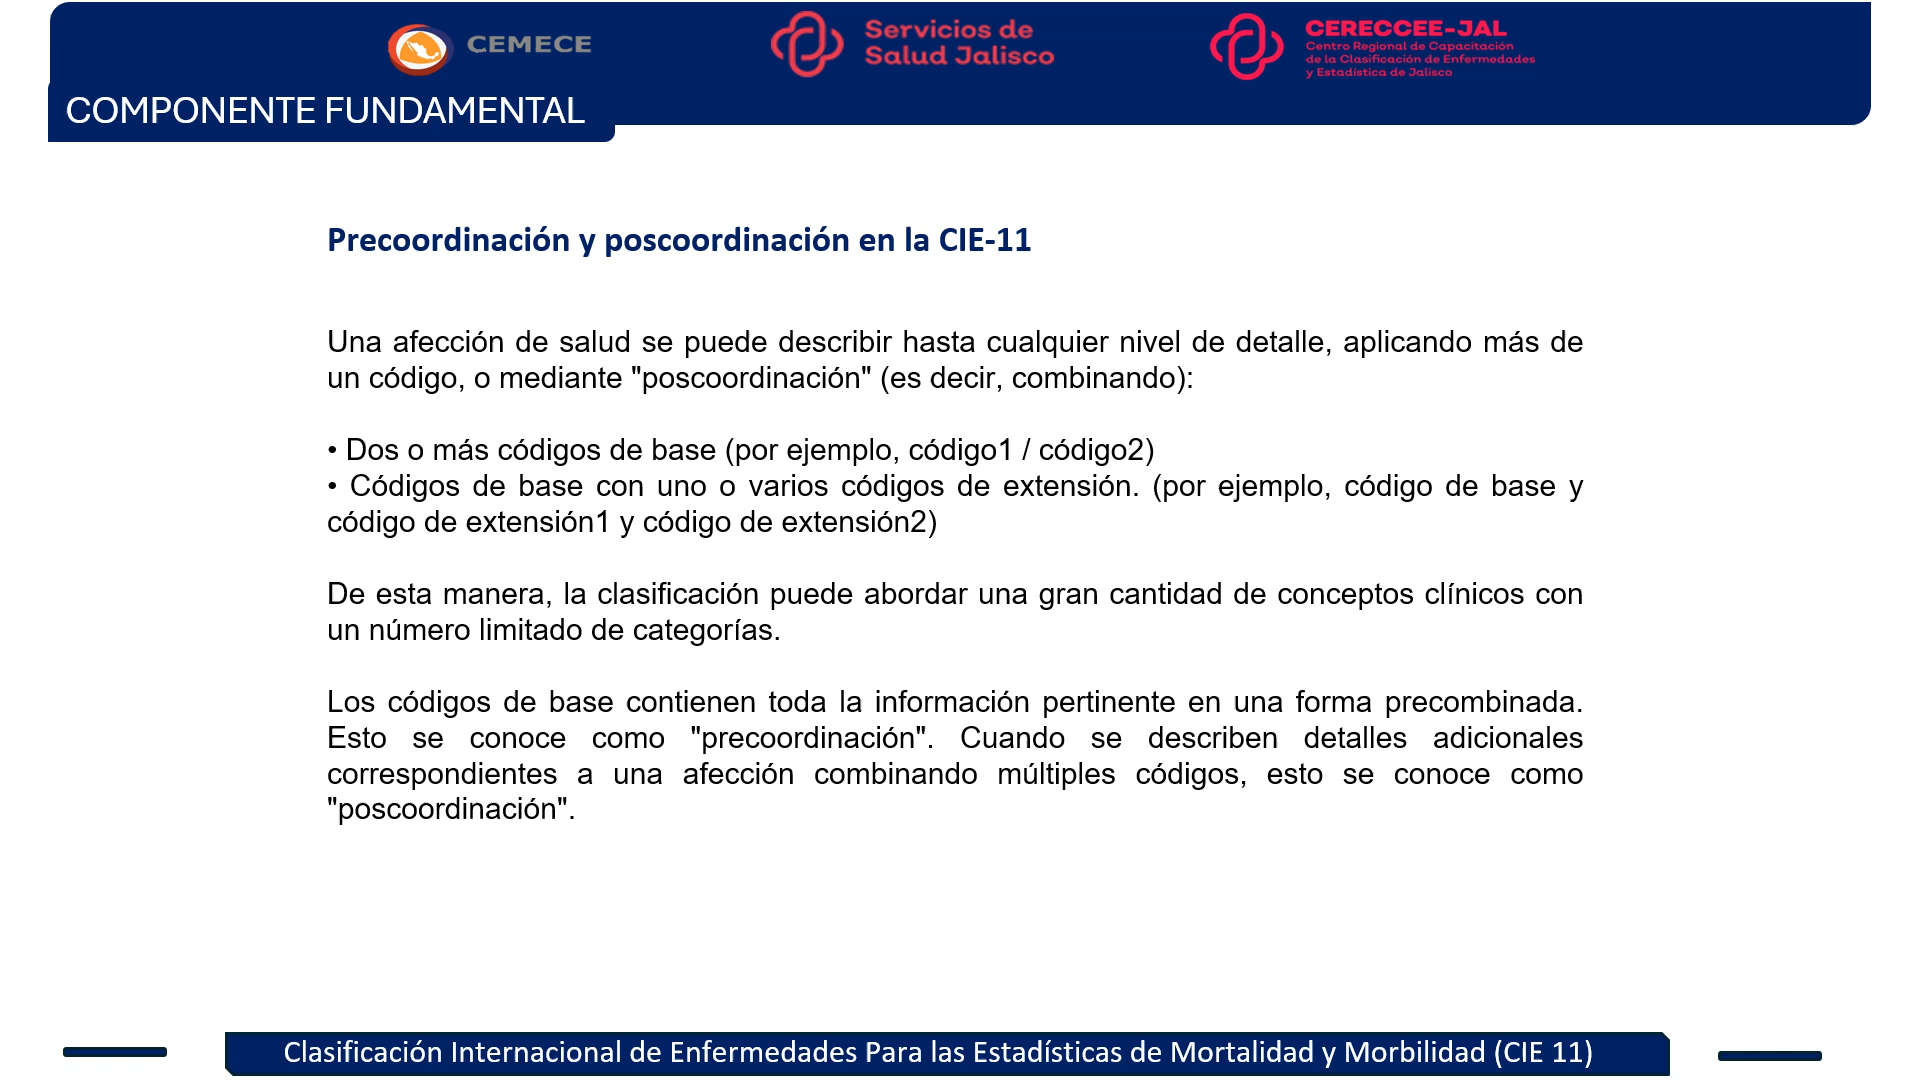 CEMECE
Servicios de
Salud Jalisco
CERECCEE-JAL
Centro Regional de Capacitación
de la Clasificación de Enfermedades
y Estadística de Jalisco
COMPONENTE FUNDAMENTAL
Precoordinación y poscoordinación en la CIE-11
Una afección de salud se puede describir hasta cualquier nivel de detalle, aplicando más de
un código, o mediante "poscoordinación" (es decir, combinando):
• Dos o más códigos de base (por ejemplo, código1 / código2)
• Códigos de base con uno o varios códigos de extensión. (por ejemplo, código de base y
código de extensión1 y código de extensión2)
De esta manera, la clasificación puede abordar una gran cantidad de conceptos clínicos con
un número limitado de categorías.
Los códigos de base contienen toda la información pertinente en una forma precombinada.
Esto se conoce como "precoordinación". Cuando se describen detalles adicionales
correspondientes a una afección combinando múltiples códigos, esto se conoce como
"poscoordinación".
Clasificación Internacional de Enfermedades Para las Estadísticas de Mortalidad y Morbilidad (CIE 11)